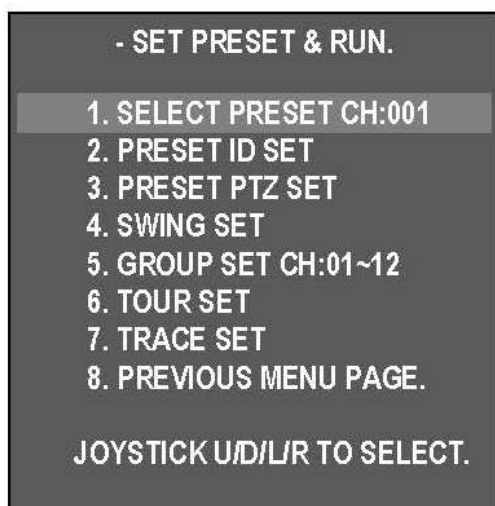 - SET PRESET & RUN.
1. SELECT PRESET CH:001
2. PRESET ID SET
3. PRESET PTZ SET
4. SWING SET
5. GROUP SET CH:01~12
6. TOUR SET
7. TRACE SET
8. PREVIOUS MENU PAGE.
JOYSTICK U/D/L/R TO SELECT.